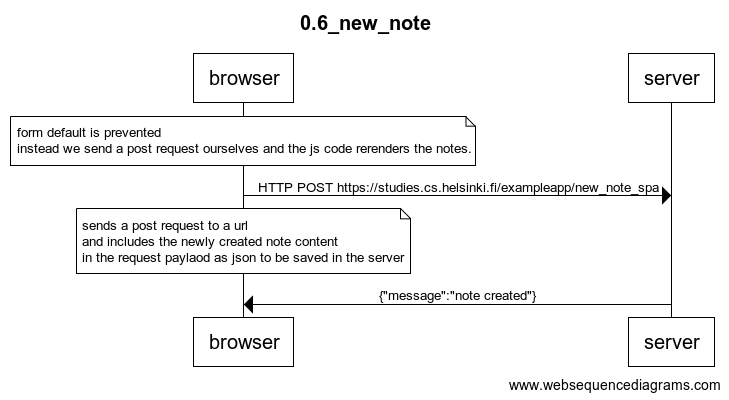 0.6_new_note
browser
server
form default is prevented
instead we send a post request ourselves and the js code rerenders the notes.
HTTP POST https://studies.cs.helsinki.fi/exampleapp/new_note_spa
sends a post request to a url
and includes the newly created note content
in the request paylaod as json to be saved in the server
{"message":"note created"}
browser
server
www.websequencediagrams.com